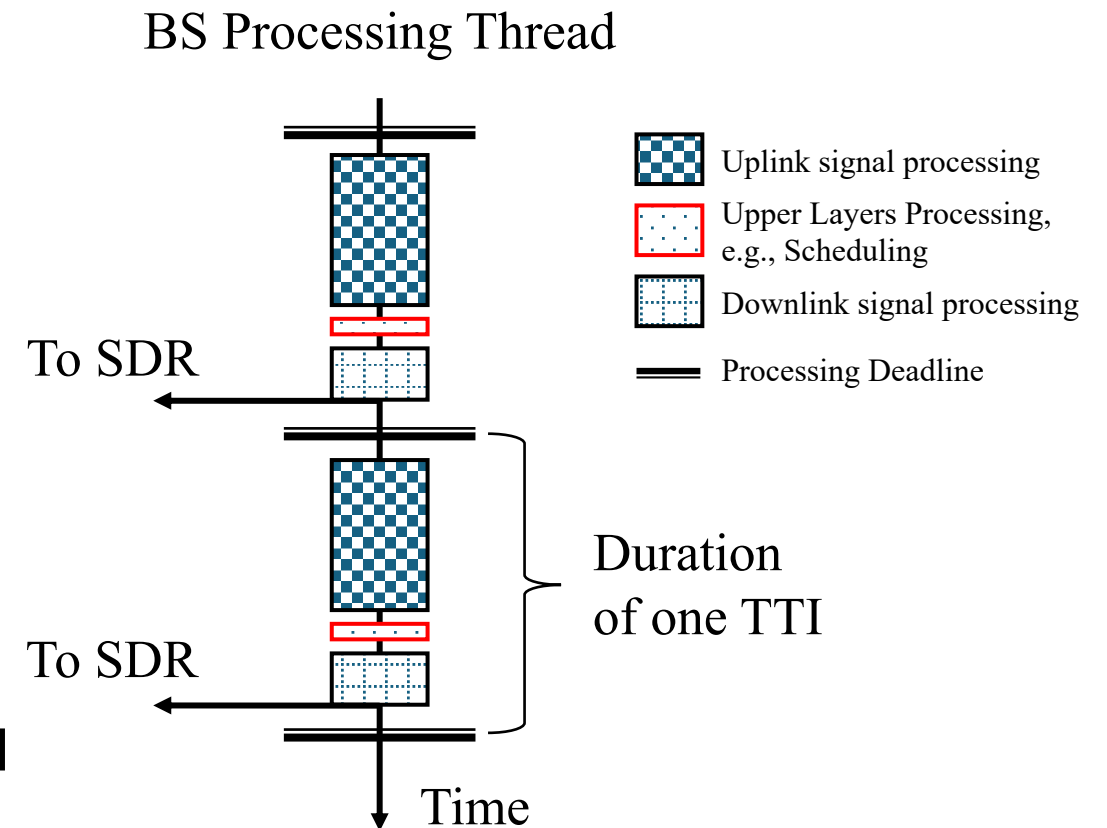 BS Processing Thread
Uplink signal processing
Upper Layers Processing,
e.g., Scheduling
Downlink signal processing
Processing Deadline
To SDR
Duration
of one TTI
To SDR
Time